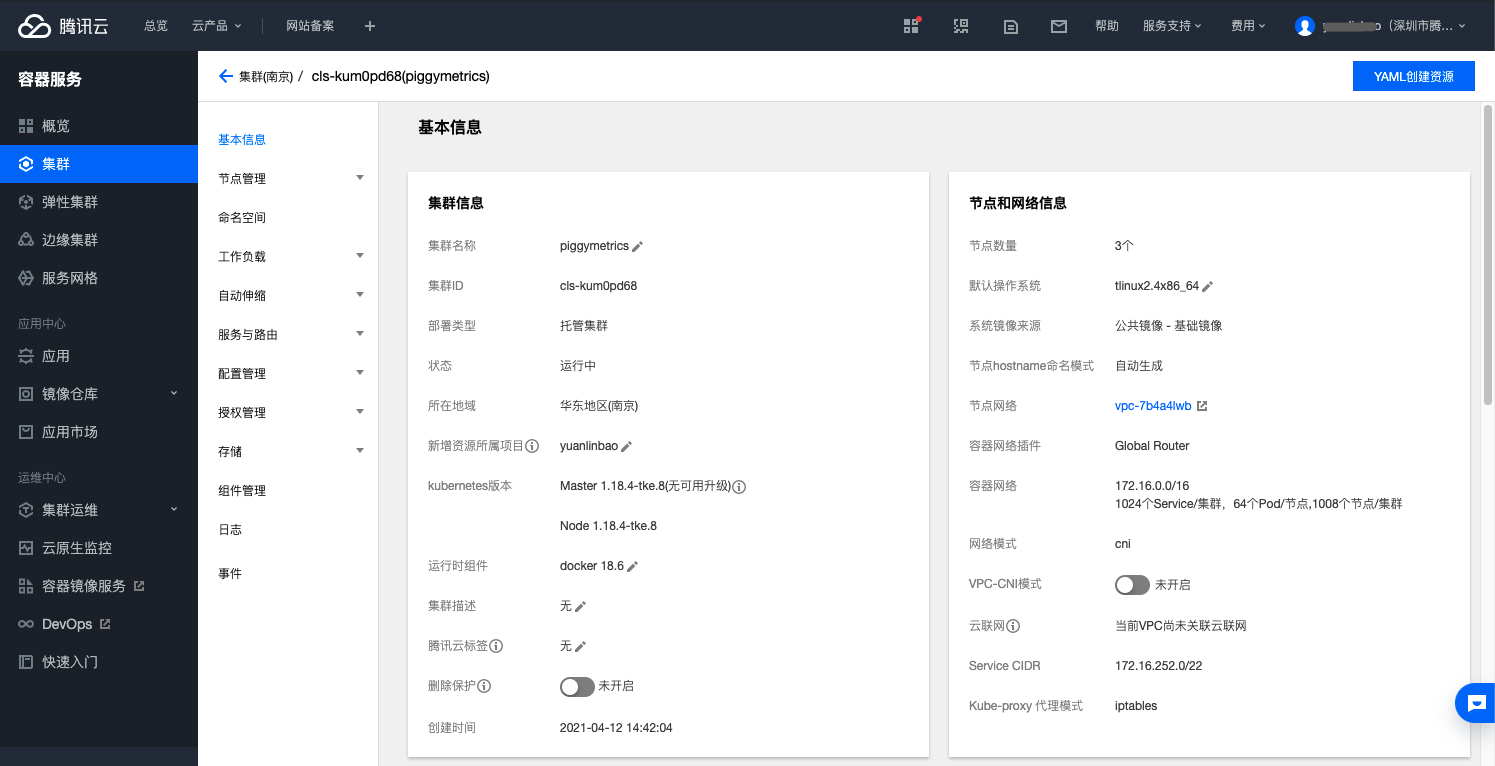 腾讯云
总览
云产品
网站备案
帮助
服务支持
费用
(深圳市腾...
容器服务
概览
集群
弹性集群
边缘集群
服务网格
应用中心
应用
镜像仓库
应用市场
运维中心
集群运维
云原生监控
容器镜像服务
DevOps
快速入门
集群(南京) / cls-kum0pd68(piggymetrics)
YAML创建资源
基本信息
节点管理
命名空间
工作负载
自动伸缩
服务与路由
配置管理
授权管理
存储
组件管理
日志
事件
基本信息
集群信息
集群名称 piggymetrics
集群ID cls-kum0pd68
部署类型 托管集群
状态 运行中
所在地域 华东地区(南京)
新增资源所属项目 yuanlinbao
kubernetes版本 Master 1.18.4-tke.8(无可用升级)
Node 1.18.4-tke.8
运行时组件 docker 18.6
集群描述 无
腾讯云标签 无
删除保护 未开启
创建时间 2021-04-12 14:42:04
节点和网络信息
节点数量 3个
默认操作系统 tlinux2.4x86_64
系统镜像来源 公共镜像 - 基础镜像
节点hostname命名模式 自动生成
节点网络 vpc-7b4a4lwb
容器网络插件 Global Router
容器网络 172.16.0.0/16
1024个Service/集群，64个Pod/节点,1008个节点/集群
网络模式 cni
VPC-CNI模式 未开启
云联网 当前VPC尚未关联云联网
Service CIDR 172.16.252.0/22
Kube-proxy 代理模式 iptables